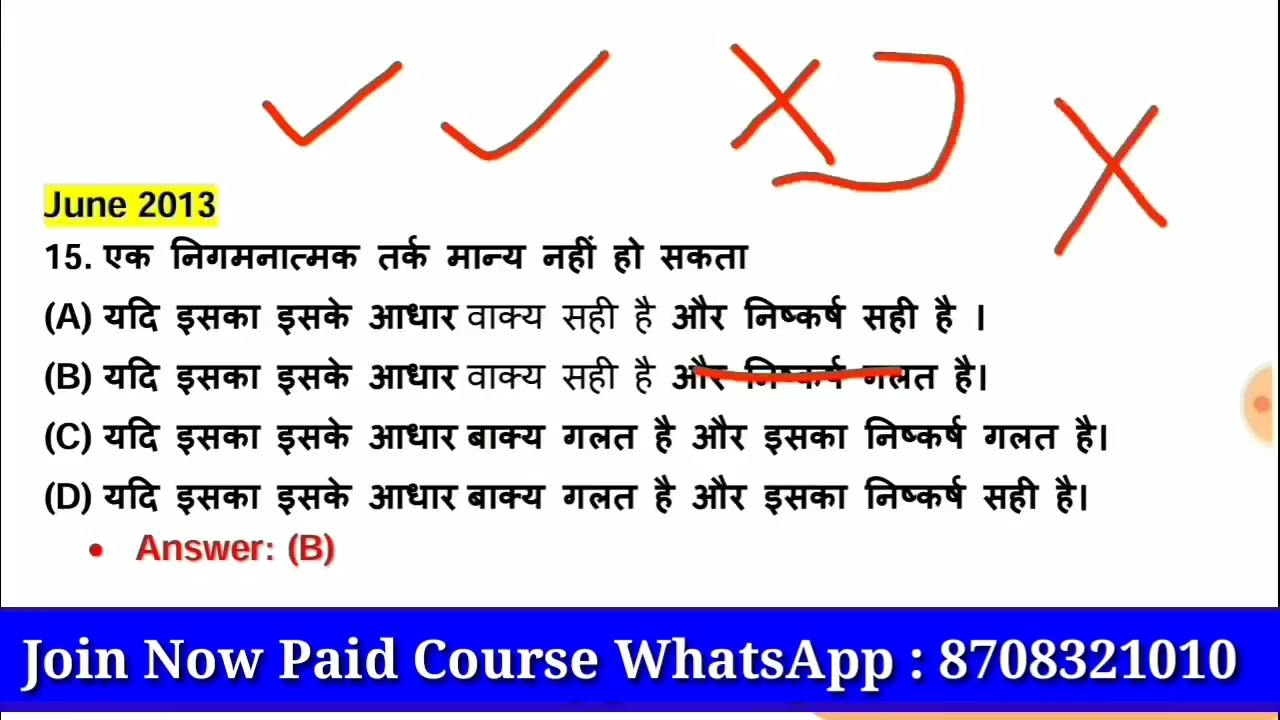 June 2013
15. एक निगमनात्मक तर्क मान्य नहीं हो सकता
(A) यदि इसका इसके आधार वाक्य सही है और निष्कर्ष सही है ।
(B) यदि इसका इसके आधार वाक्य सही है और निष्कर्ष गलत है।
(C) यदि इसका इसके आधार बाक्य गलत है और इसका निष्कर्ष गलत है।
(D) यदि इसका इसके आधार बाक्य गलत है और इसका निष्कर्ष सही है।
• Answer: (B)
Join Now Paid Course WhatsApp : 8708321010